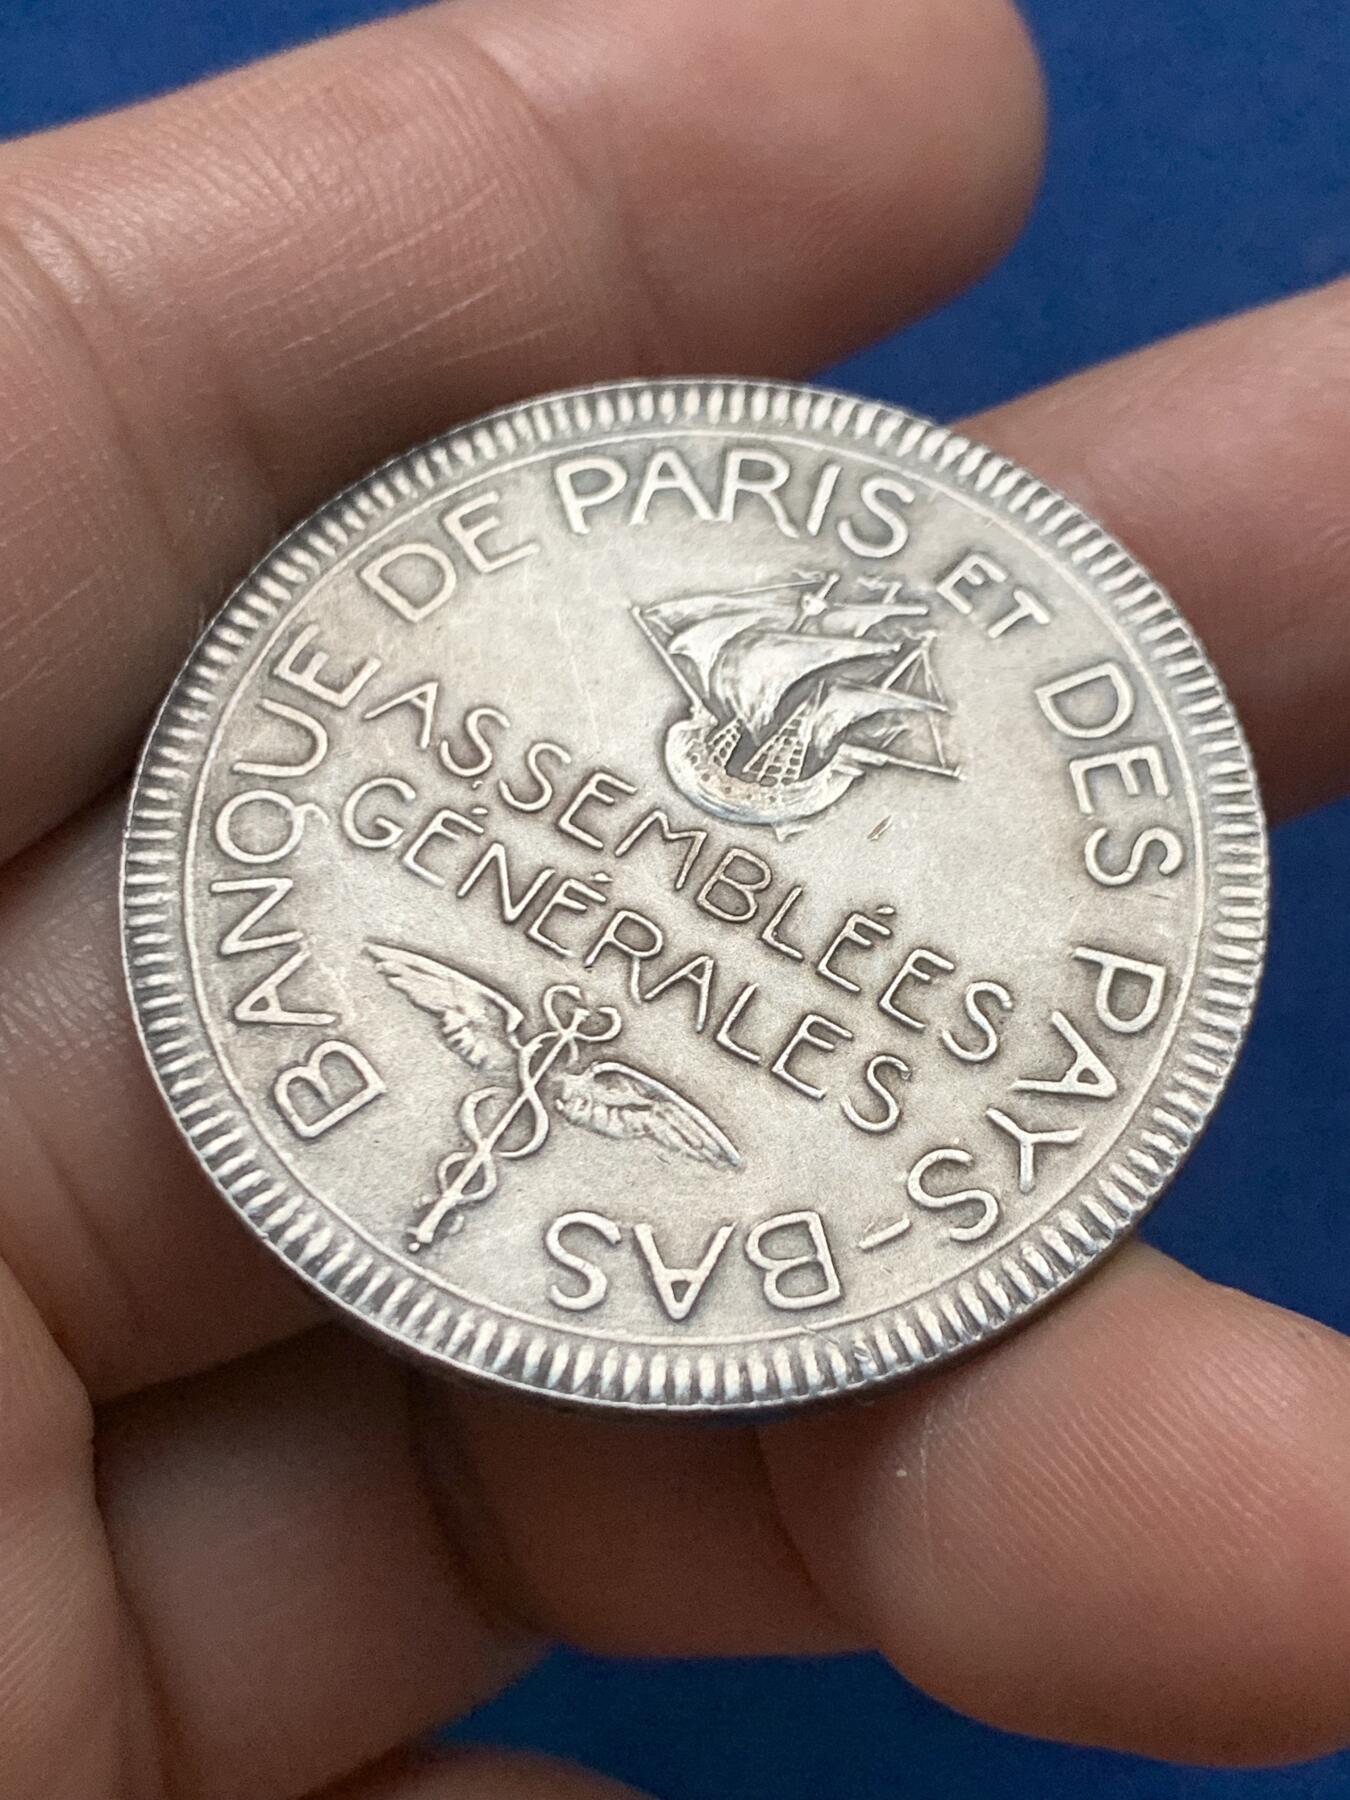 BANQUE DE PARIS ET DES PAYS-BAS
ASSEMBLÉES
GÉNÉRALES